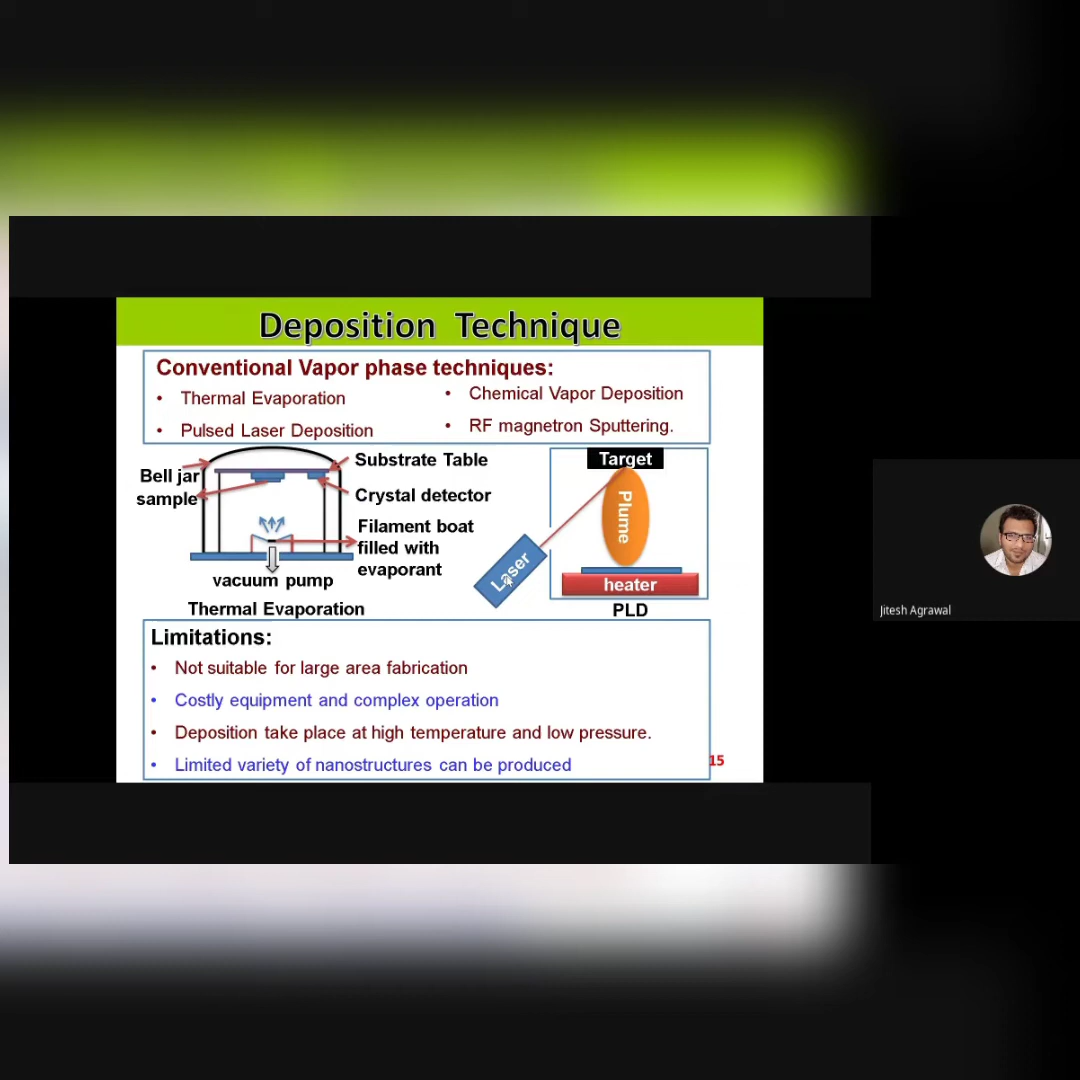 Deposition Technique
Conventional Vapor phase techniques:
• Thermal Evaporation
• Chemical Vapor Deposition
• Pulsed Laser Deposition
• RF magnetron Sputtering.
Bell jar
sample
Substrate Table
Crystal detector
Filament boat
filled with
evaporant
vacuum pump
Thermal Evaporation
Target
Plume
Laser
heater
PLD
Limitations:
• Not suitable for large area fabrication
• Costly equipment and complex operation
• Deposition take place at high temperature and low pressure.
• Limited variety of nanostructures can be produced
15
Jitesh Agrawal